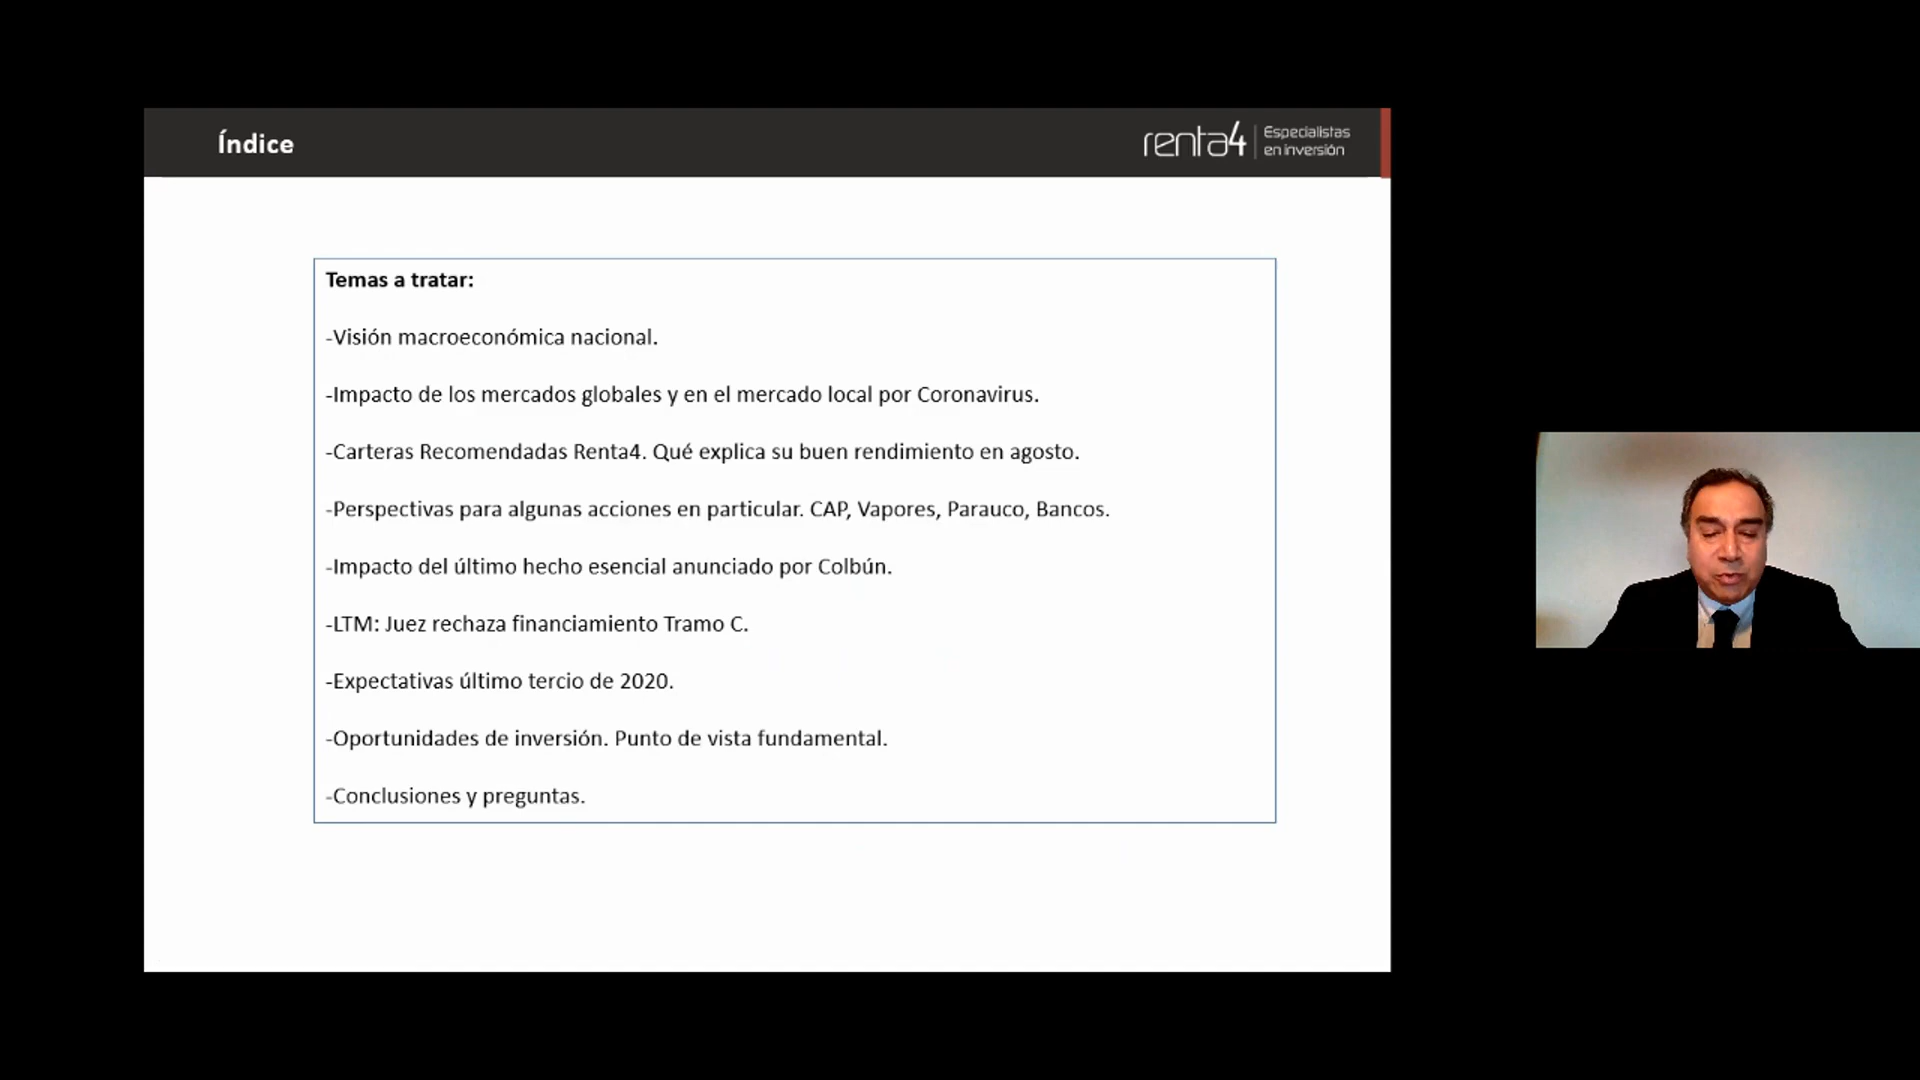 Índice
renta4
Especialistas
en inversión
Temas a tratar:
-Visión macroeconómica nacional.
-Impacto de los mercados globales y en el mercado local por Coronavirus.
-Carteras Recomendadas Renta4. Qué explica su buen rendimiento en agosto.
-Perspectivas para algunas acciones en particular. CAP, Vapores, Parauco, Bancos.
-Impacto del último hecho esencial anunciado por Colbún.
-LTM: Juez rechaza financiamiento Tramo C.
-Expectativas último tercio de 2020.
-Oportunidades de inversión. Punto de vista fundamental.
-Conclusiones y preguntas.